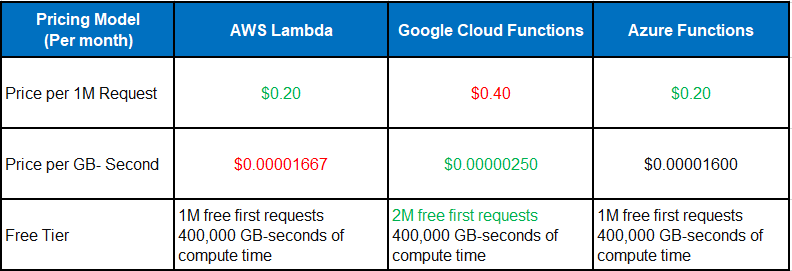 Pricing Model
(Per month)
AWS Lambda
Google Cloud Functions
Azure Functions
Price per 1M Request
$0.20
$0.40
$0.20
Price per GB- Second
$0.00001667
$0.00000250
$0.00001600
Free Tier
1M free first requests
400,000 GB-seconds of
compute time
2M free first requests
400,000 GB-seconds of
compute time
1M free first requests
400,000 GB-seconds of
compute time